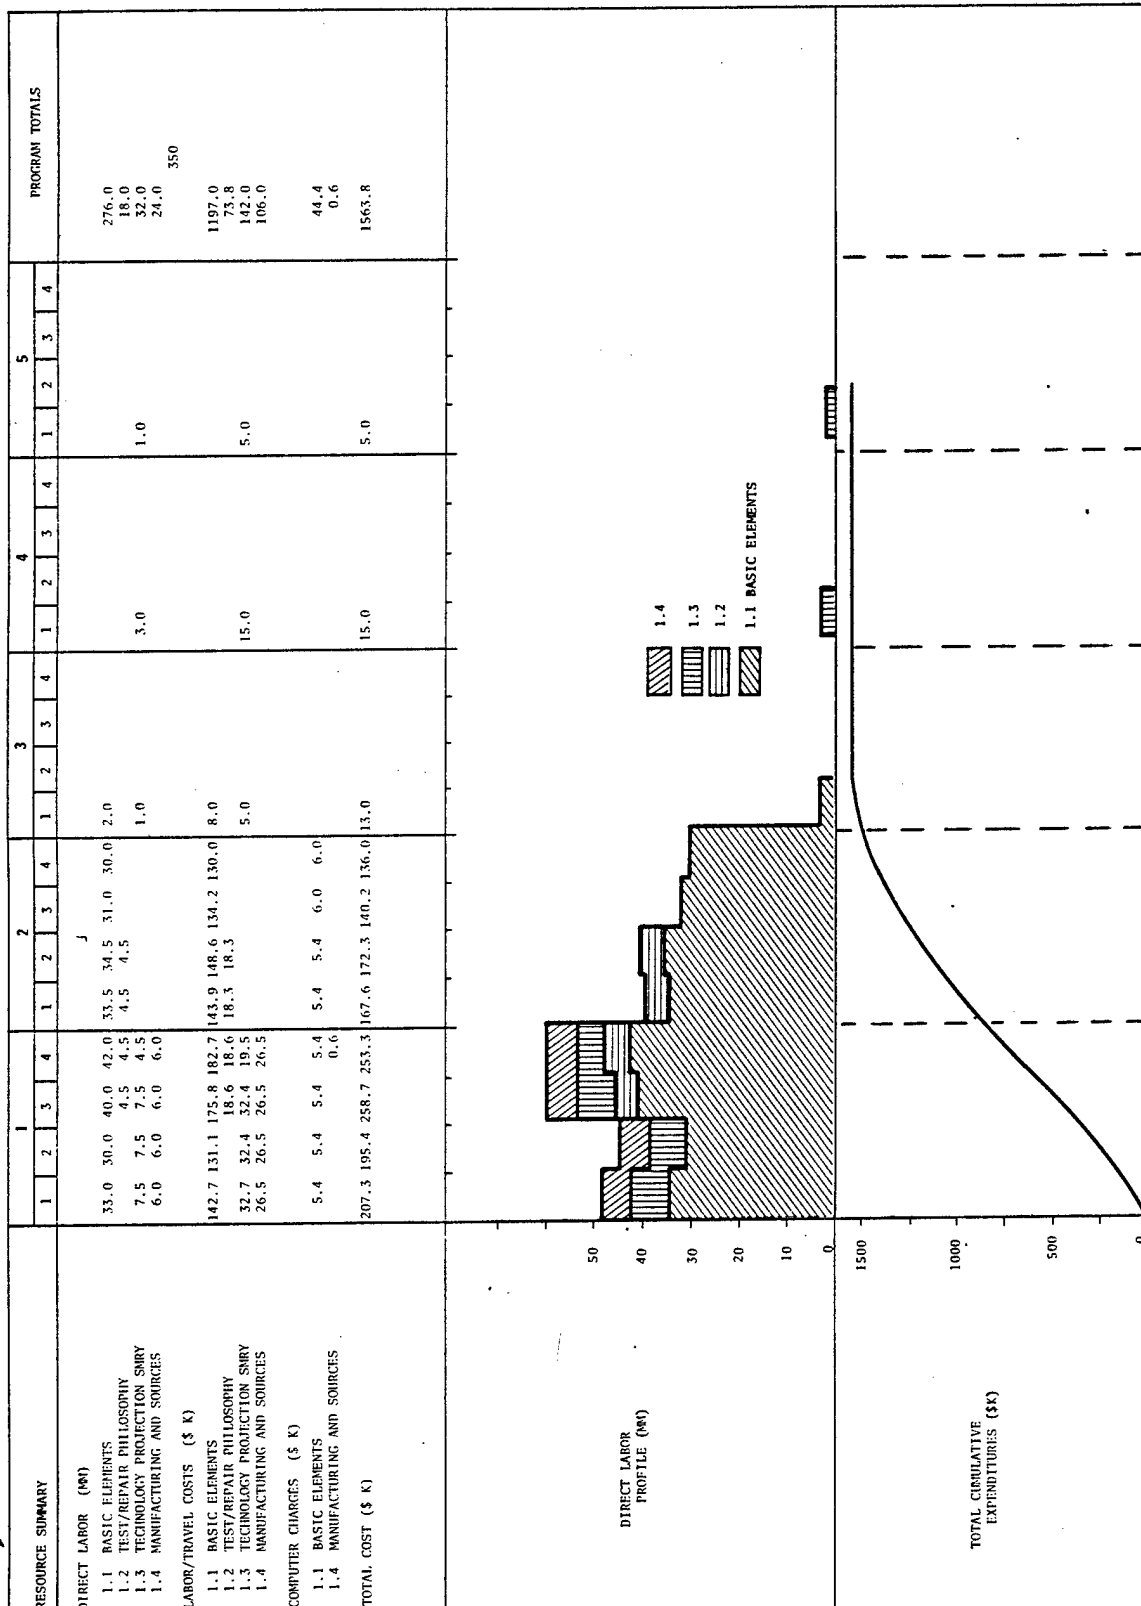 RESOURCE SUMMARY 1 2 3 4 5 PROGRAM TOTALS
1 2 3 4 1 2 3 4 1 2 3 4 1 2 3 4 1 2 3 4
DIRECT LABOR (MM)
1.1 BASIC ELEMENTS 33.0 30.0 40.0 42.0 33.5 34.5 31.0 30.0 2.0 276.0
1.2 TEST/REPAIR PHILOSOPHY 4.5 4.5 4.5 4.5 18.0
1.3 TECHNOLOGY PROJECTION SMRY 7.5 7.5 7.5 4.5 1.0 3.0 1.0 32.0
1.4 MANUFACTURING AND SOURCES 6.0 6.0 6.0 6.0 24.0
350
LABOR/TRAVEL COSTS ($ K)
1.1 BASIC ELEMENTS 142.7 131.1 175.8 182.7 143.9 148.6 134.2 130.0 8.0 1197.0
1.2 TEST/REPAIR PHILOSOPHY 18.6 18.6 18.3 18.3 73.8
1.3 TECHNOLOGY PROJECTION SMRY 32.7 32.4 32.4 19.5 5.0 15.0 5.0 142.0
1.4 MANUFACTURING AND SOURCES 26.5 26.5 26.5 26.5 106.0
COMPUTER CHARGES ($ K)
1.1 BASIC ELEMENTS 5.4 5.4 5.4 5.4 5.4 5.4 6.0 6.0 44.4
1.4 MANUFACTURING AND SOURCES 0.6 0.6
TOTAL COST ($ K) 207.3 195.4 258.7 253.3 167.6 172.3 140.2 136.0 13.0 15.0 5.0 1563.8
DIRECT LABOR
PROFILE (MM)
50
40
30
20
10
0
1.4
1.3
1.2
1.1 BASIC ELEMENTS
TOTAL CUMULATIVE
EXPENDITURES ($K)
1500
1000
500
0